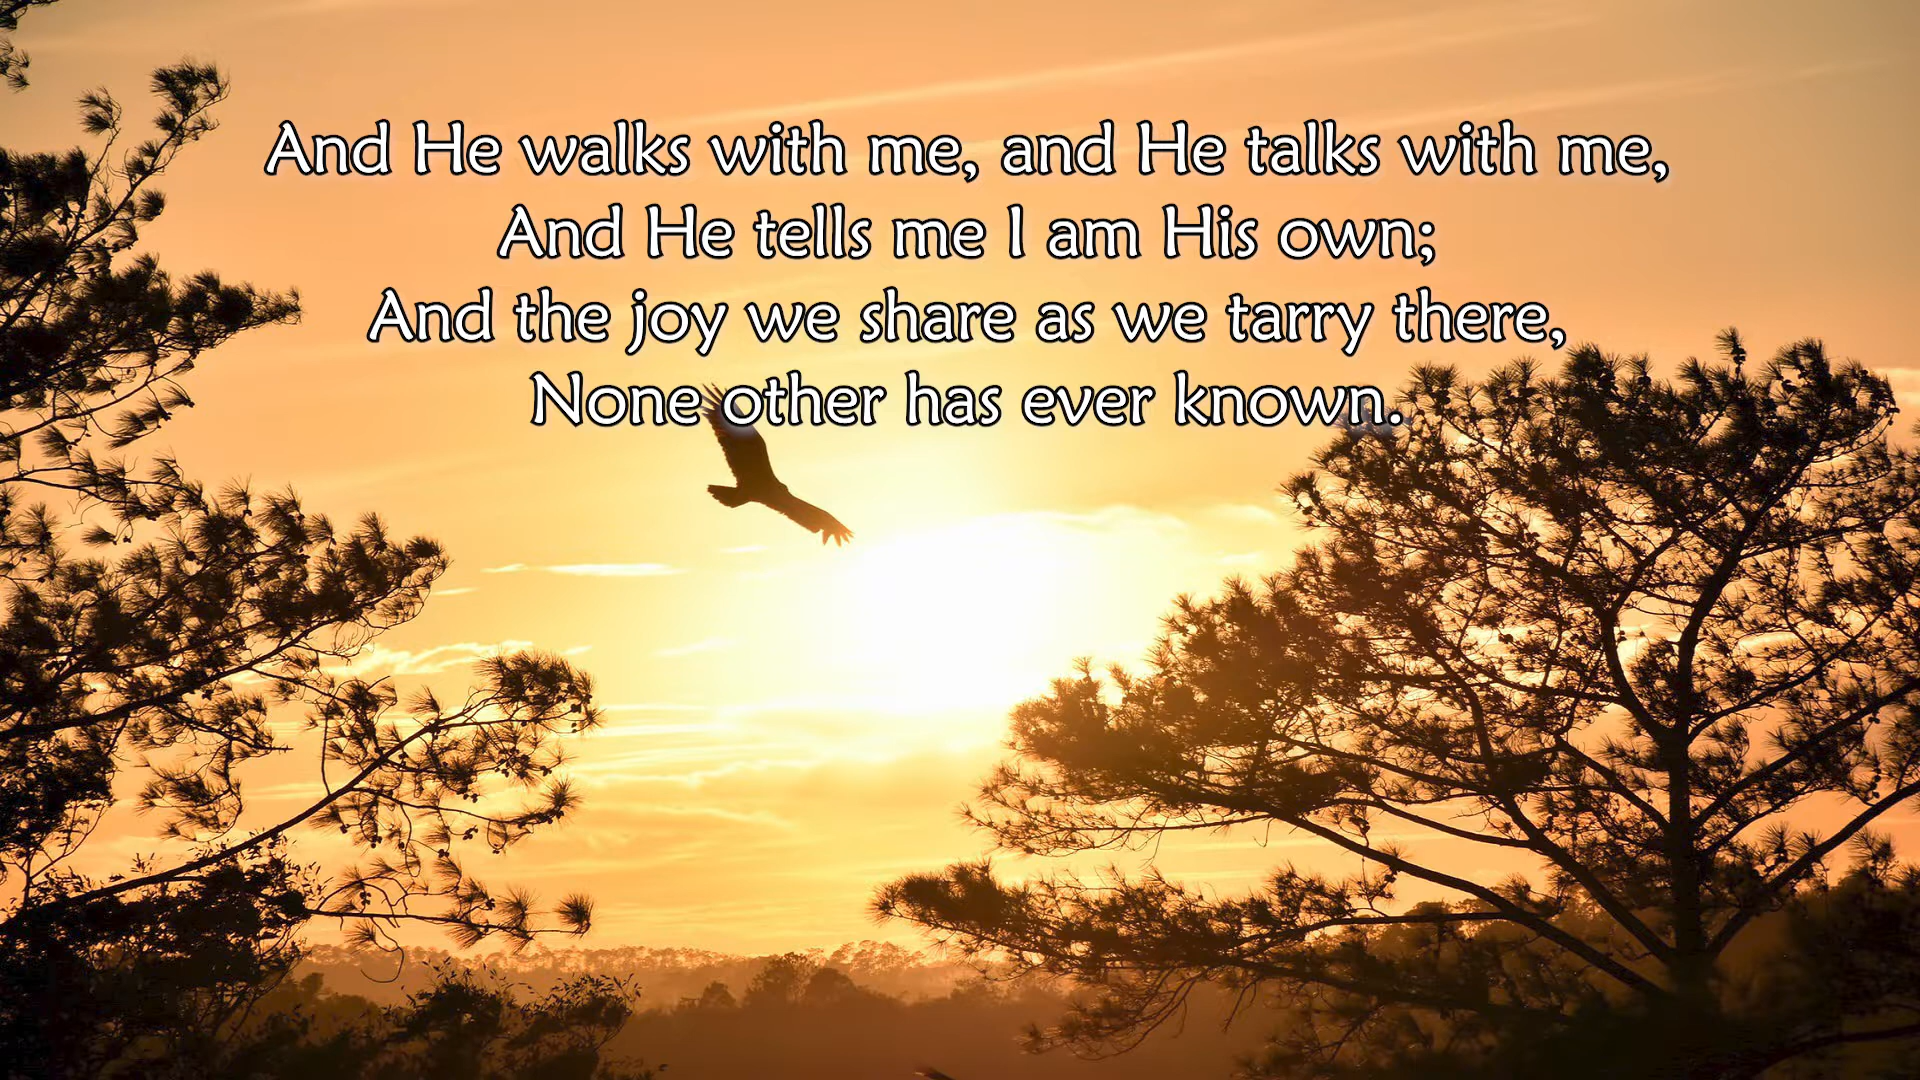 And He walks with me, and He talks with me,
And He tells me I am His own;
And the joy we share as we tarry there,
None other has ever known.